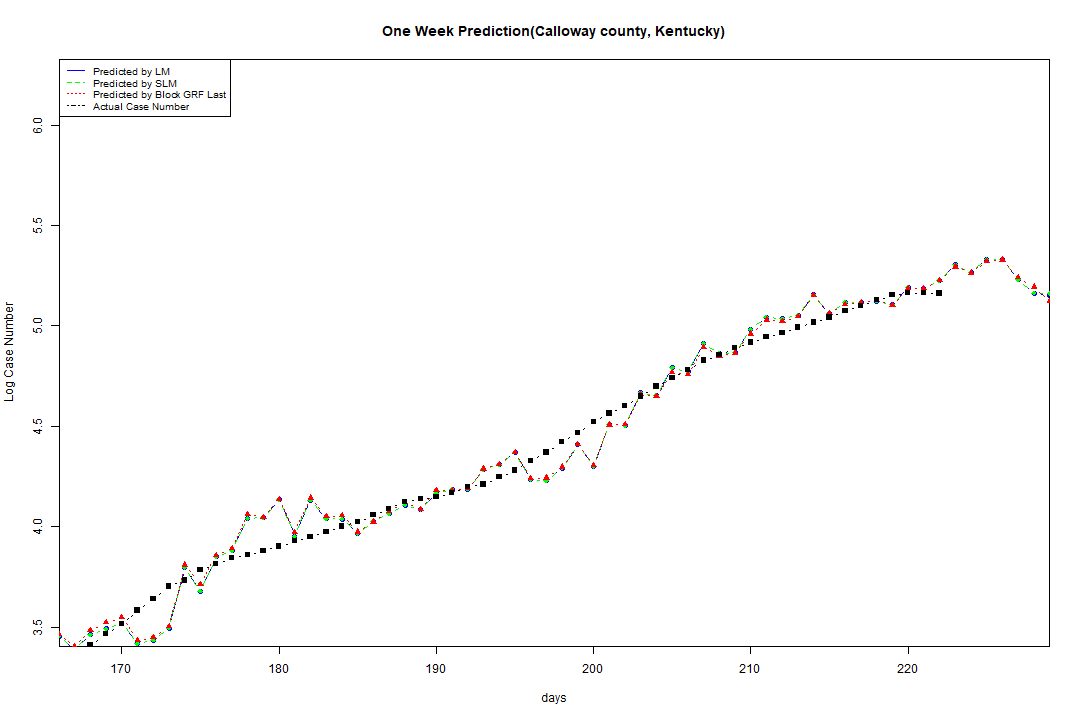 One Week Prediction(Calloway county, Kentucky)
Predicted by LM
Predicted by SLM
Predicted by Block GRF Last
Actual Case Number
6.0
5.5
5.0
4.5
4.0
3.5
Log Case Number
170 180 190 200 210 220
days